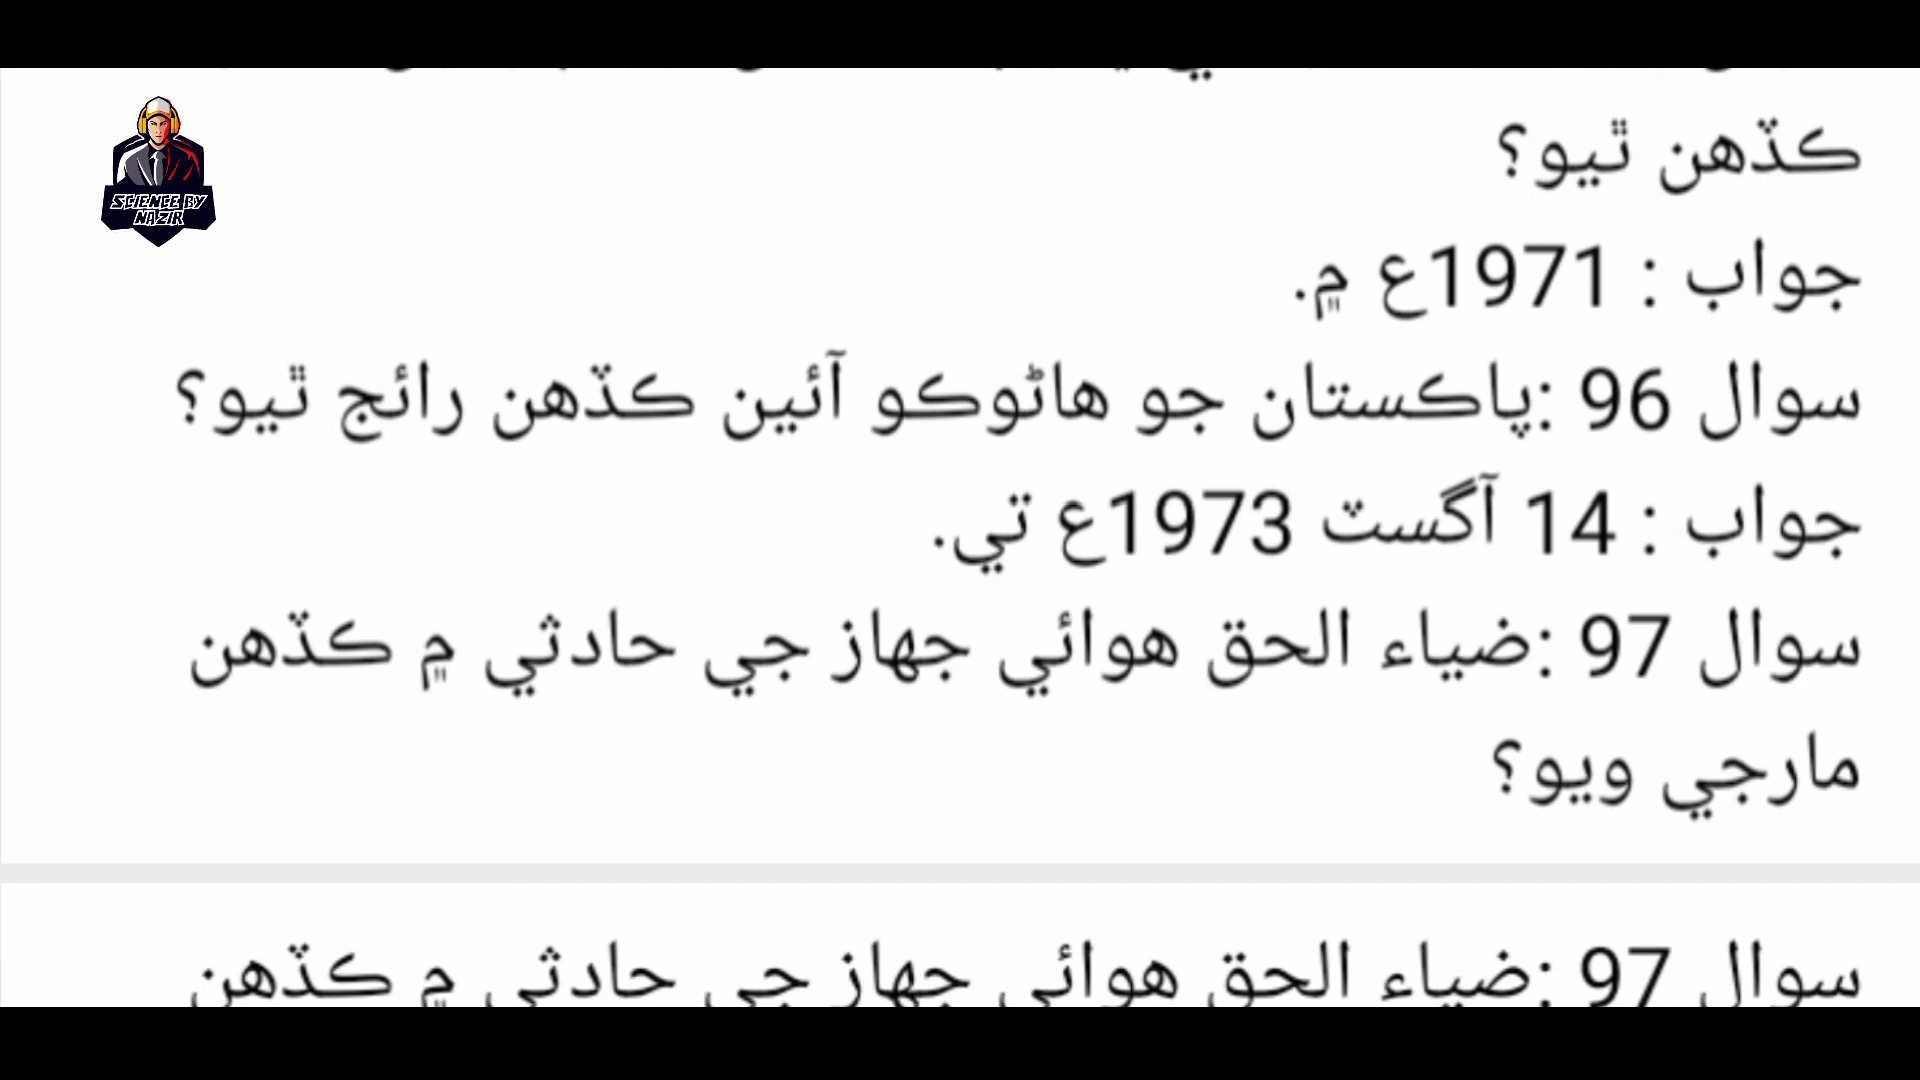 SCIENCE BY
NAZIR
ڪڏهن ٿيو؟
جواب : 1971ع ۾.
سوال 96 :پاڪستان جو هاڻوڪو آئين ڪڏهن رائج ٿيو؟
جواب : 14 آگسٽ 1973ع تي.
سوال 97 :ضياء الحق هوائي جهاز جي حادثي ۾ ڪڏهن
مارجي ويو؟
سوال 97 :ضياء الحق هوائي جهاز جي حادثي ۾ ڪڏهن